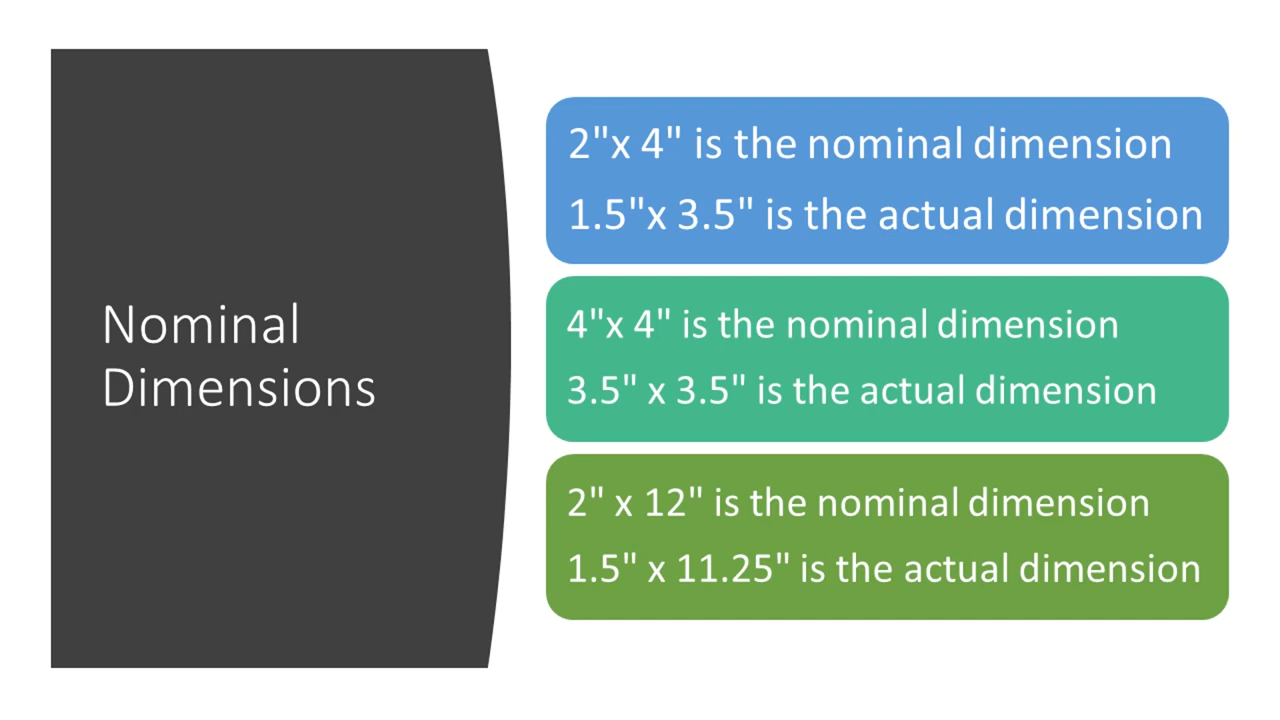 Nominal
Dimensions
2"x 4" is the nominal dimension
1.5"x 3.5" is the actual dimension
4"x 4" is the nominal dimension
3.5" x 3.5" is the actual dimension
2" x 12" is the nominal dimension
1.5" x 11.25" is the actual dimension